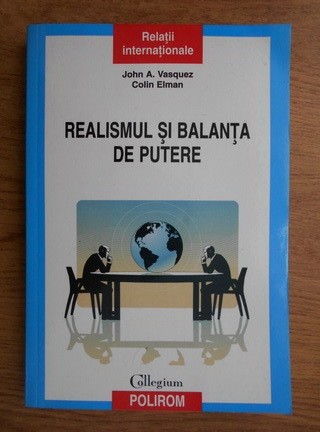 Relații
internaționale
John A. Vasquez
Colin Elman
REALISMUL ȘI BALANȚA
DE PUTERE
Collegium
POLIROM